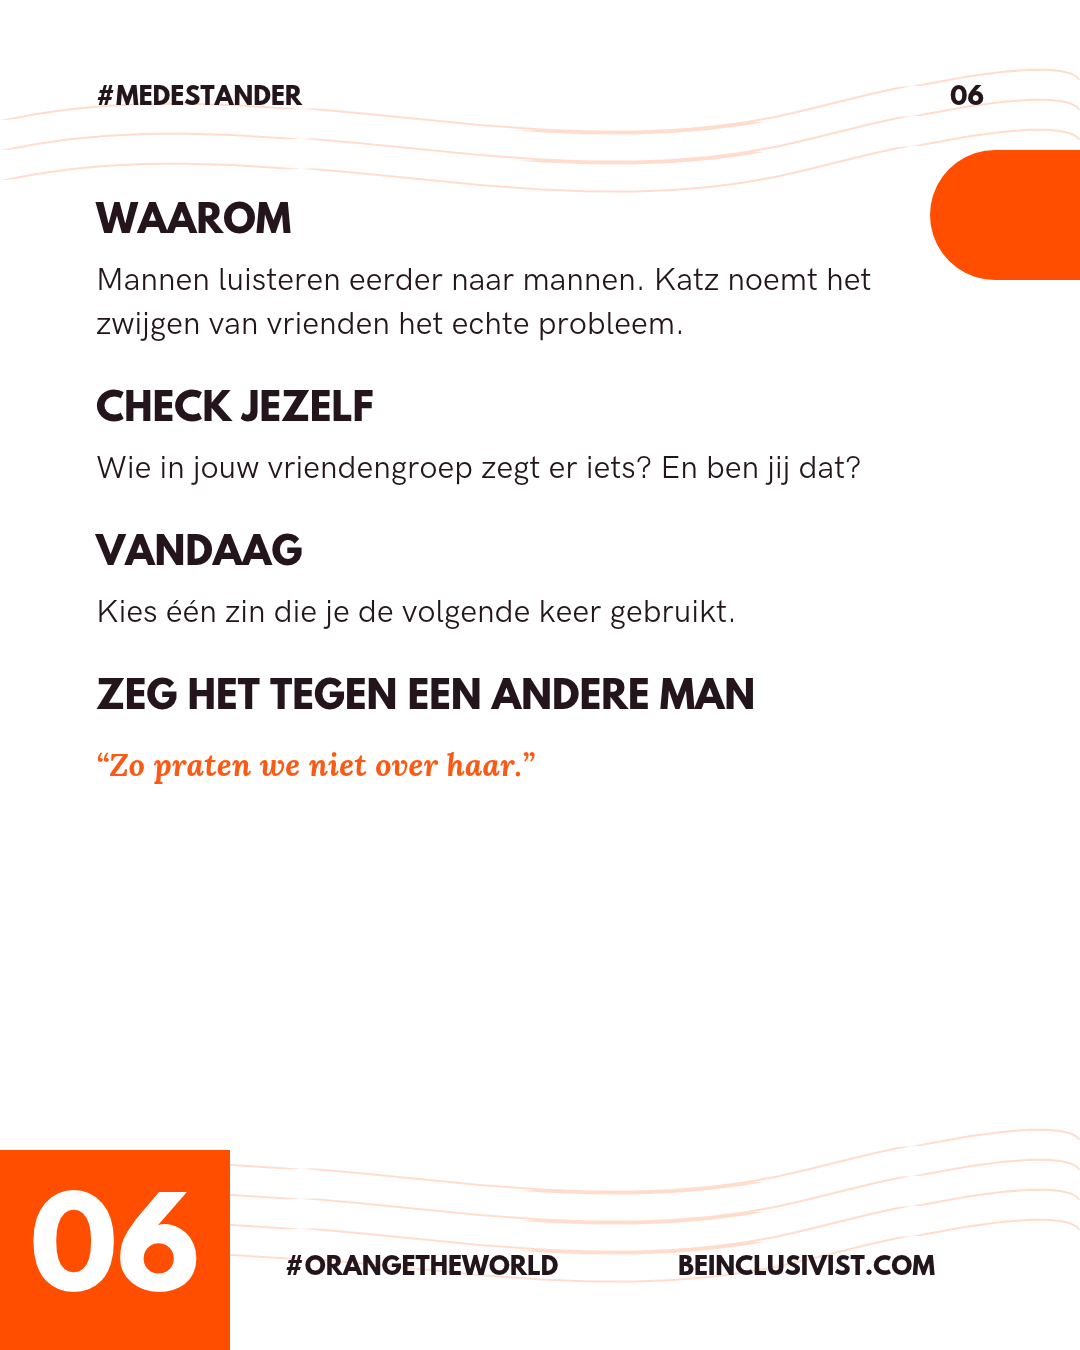 #MEDESTANDER
06
WAAROM
Mannen luisteren eerder naar mannen. Katz noemt het
zwijgen van vrienden het echte probleem.
CHECK JEZELF
Wie in jouw vriendengroep zegt er iets? En ben jij dat?
VANDAAG
Kies één zin die je de volgende keer gebruikt.
ZEG HET TEGEN EEN ANDERE MAN
“Zo praten we niet over haar.”
06
#ORANGETHEWORLD
BEINCLUSIVIST.COM